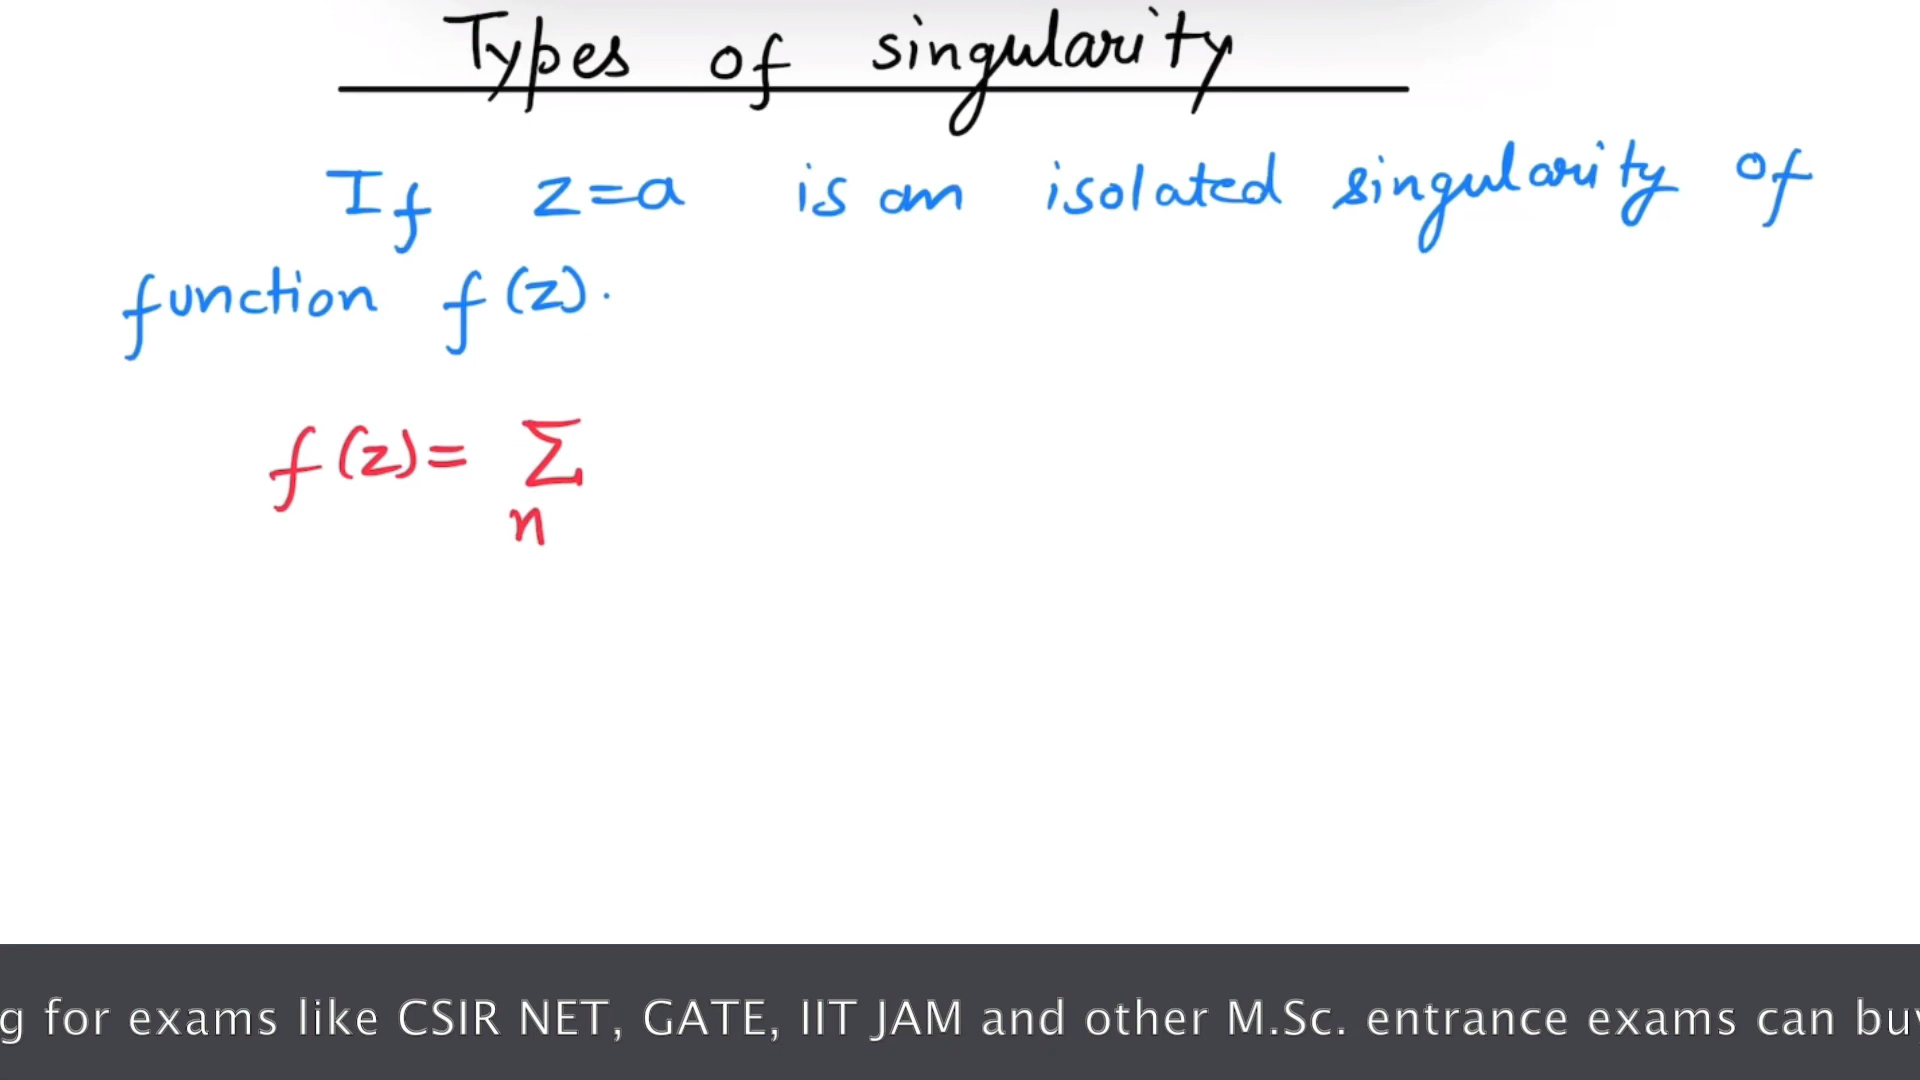 Types of singularity
If z=a is an isolated singularity of
function f(z).
f(z)= Σ
n
g for exams like CSIR NET, GATE, IIT JAM and other M.Sc. entrance exams can buy